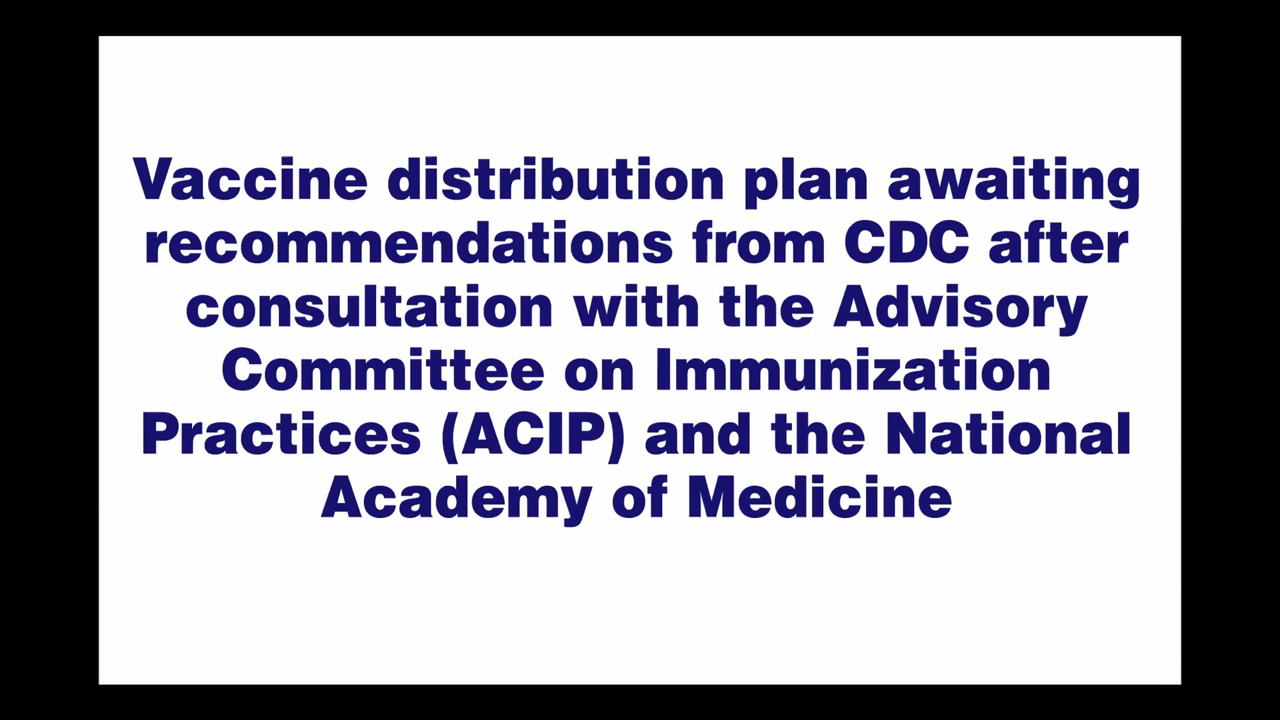 Vaccine distribution plan awaiting
recommendations from CDC after
consultation with the Advisory
Committee on Immunization
Practices (ACIP) and the National
Academy of Medicine